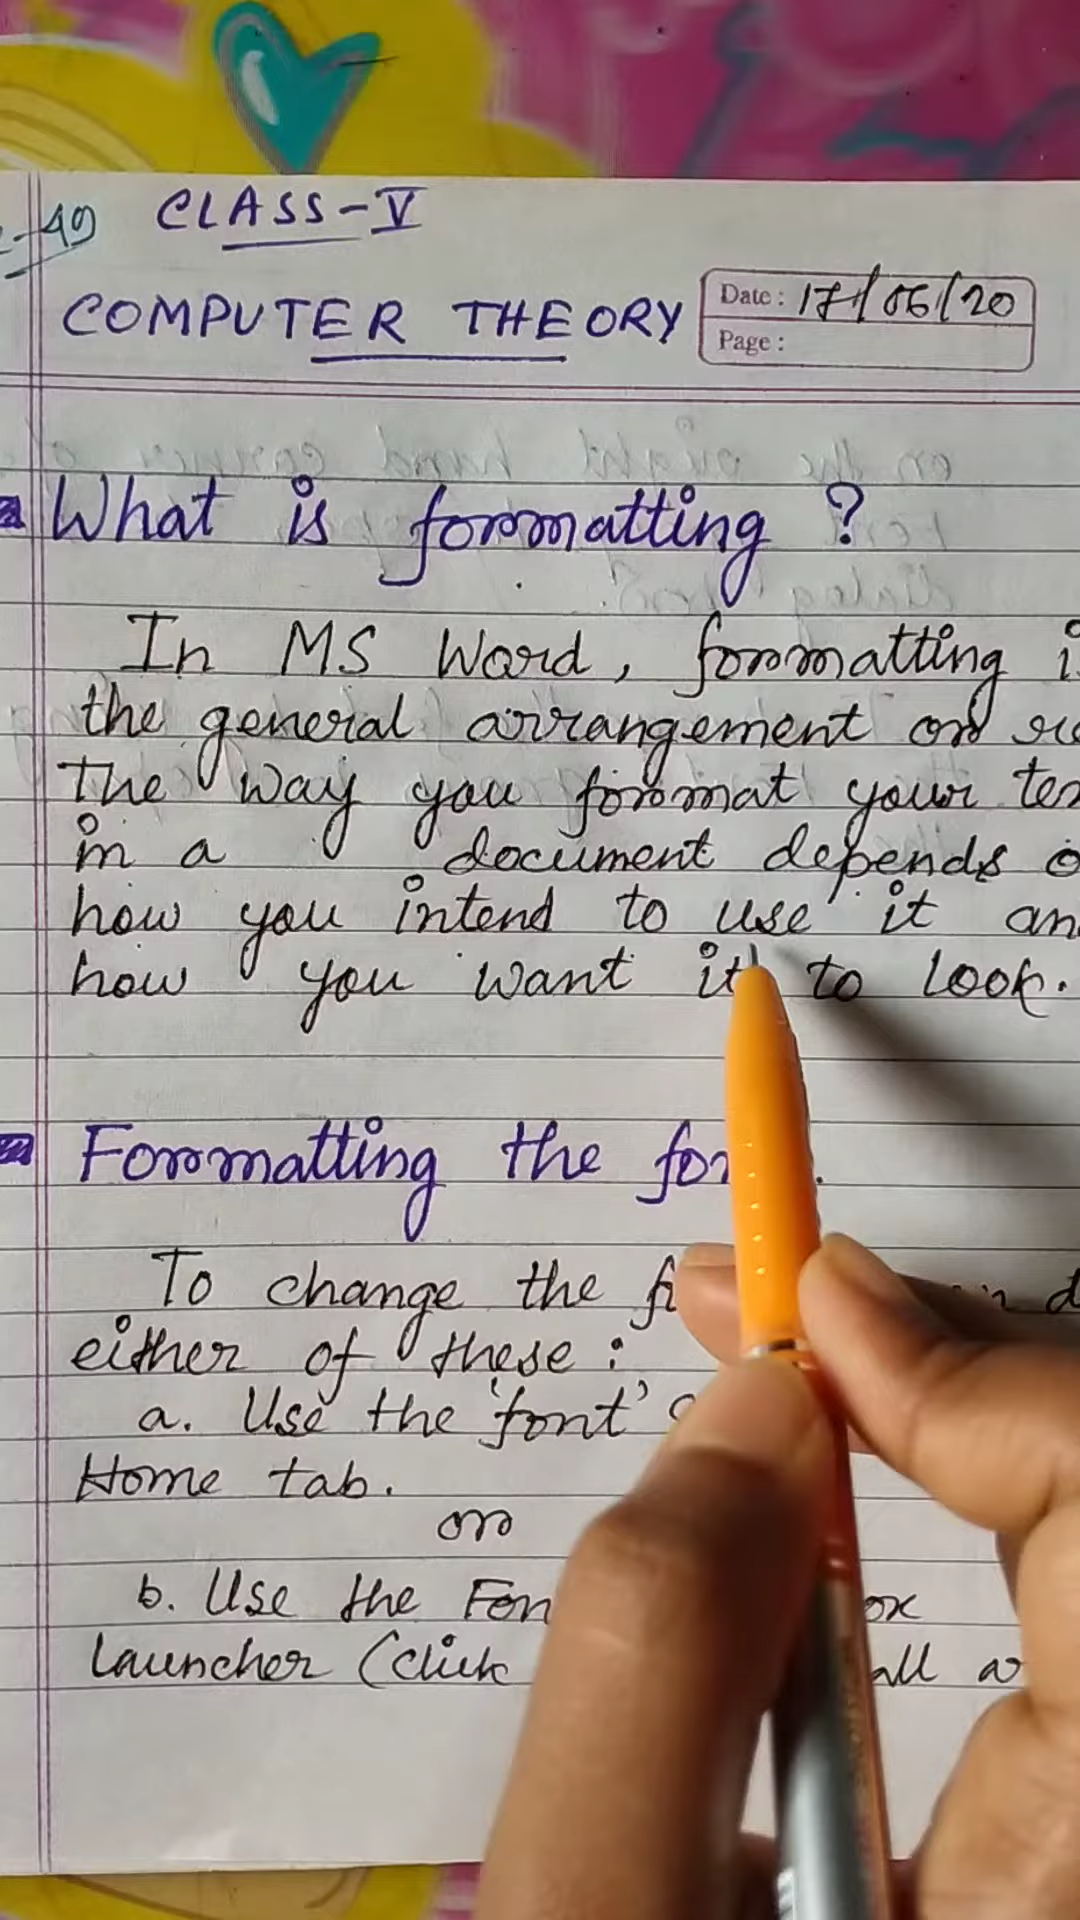 CLASS-V
COMPUTER THEORY
Date: 17/06/20
Page:
What is formatting ?
In MS Word, formatting
the general arrangement or
The way you format your
in a document depends
how you intend to use it
how you want it to look.
Formatting the
To change the
either of these :
a. Use the 'font'
Home tab.
or
b. Use the
launcher (click